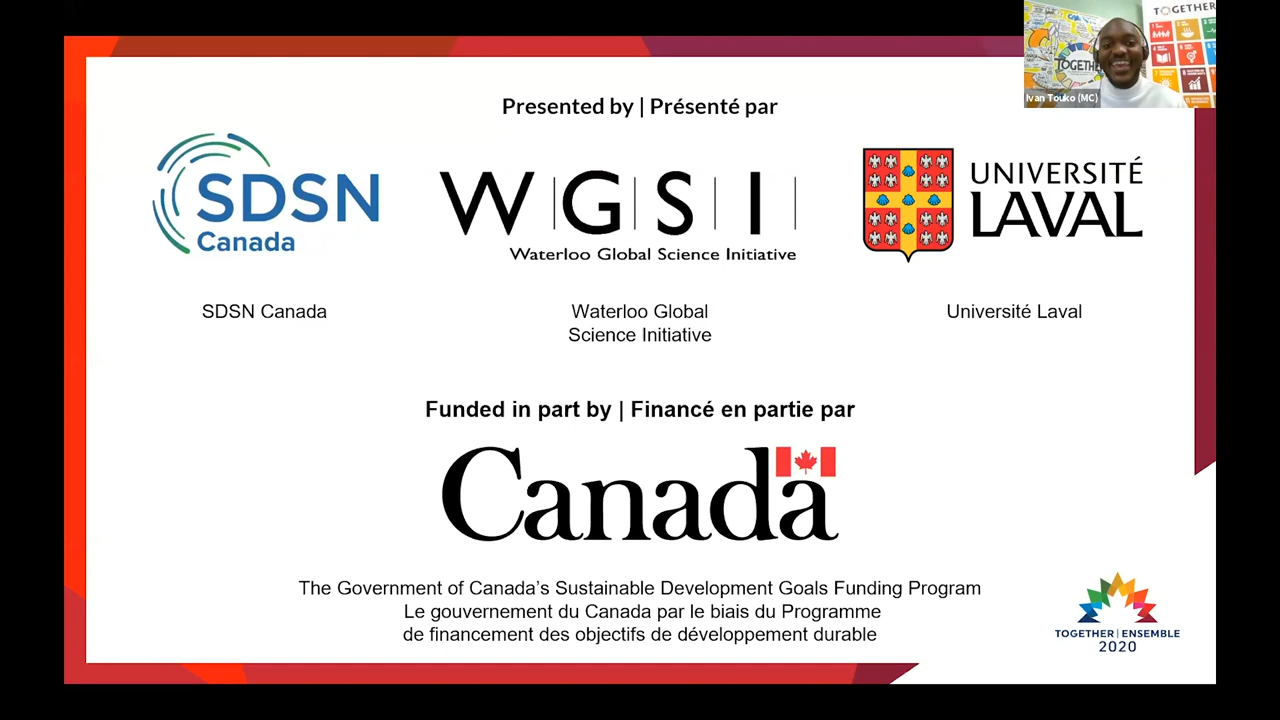 TOGETHER
TOGETHER
Ivan Touko (MC)
Presented by | Présenté par
SDSN
Canada
W|G|S|I|
Waterloo Global Science Initiative
UNIVERSITÉ
LAVAL
SDSN Canada
Waterloo Global
Science Initiative
Université Laval
Funded in part by | Financé en partie par
Canada
The Government of Canada’s Sustainable Development Goals Funding Program
Le gouvernement du Canada par le biais du Programme
de financement des objectifs de développement durable
TOGETHER | ENSEMBLE
2020